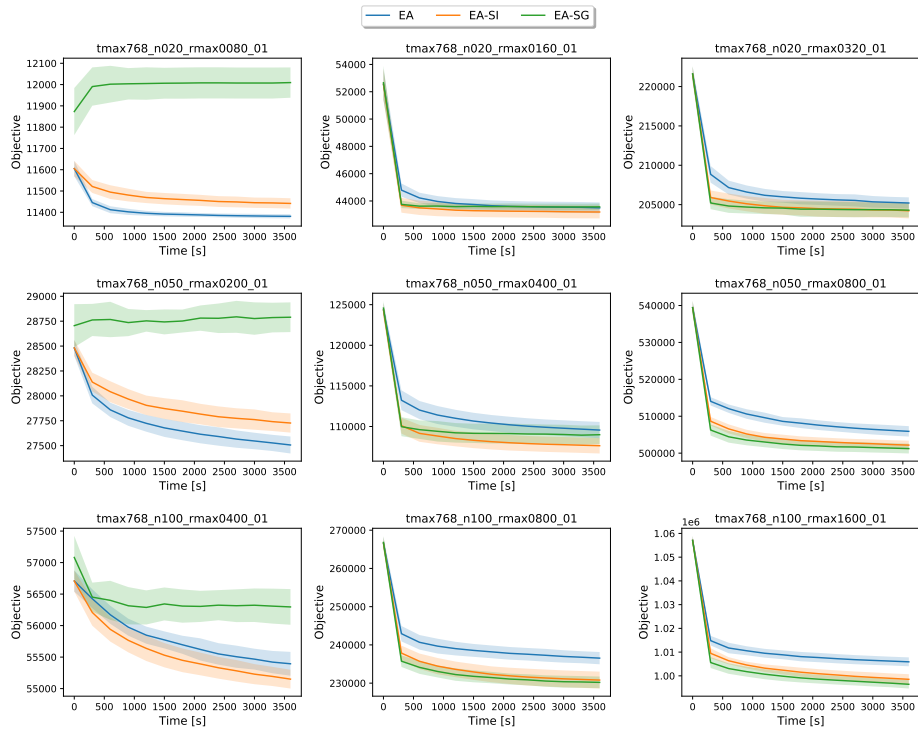 EA EA-SI EA-SG
tmax768_n020_rmax0080_01 tmax768_n020_rmax0160_01 tmax768_n020_rmax0320_01
12100
12000
11900
11800
11700
11600
11500
11400
Objective
0 500 1000 1500 2000 2500 3000 3500
Time [s]
54000
52000
50000
48000
46000
44000
42000
Objective
0 500 1000 1500 2000 2500 3000 3500
Time [s]
220000
215000
210000
205000
Objective
0 500 1000 1500 2000 2500 3000 3500
Time [s]
tmax768_n050_rmax0200_01 tmax768_n050_rmax0400_01 tmax768_n050_rmax0800_01
29000
28750
28500
28250
28000
27750
27500
Objective
0 500 1000 1500 2000 2500 3000 3500
Time [s]
125000
120000
115000
110000
Objective
0 500 1000 1500 2000 2500 3000 3500
Time [s]
540000
530000
520000
510000
500000
Objective
0 500 1000 1500 2000 2500 3000 3500
Time [s]
tmax768_n100_rmax0400_01 tmax768_n100_rmax0800_01 tmax768_n100_rmax1600_01
57500
57000
56500
56000
55500
55000
Objective
0 500 1000 1500 2000 2500 3000 3500
Time [s]
270000
260000
250000
240000
230000
Objective
0 500 1000 1500 2000 2500 3000 3500
Time [s]
1e6
1.06
1.05
1.04
1.03
1.02
1.01
1.00
Objective
0 500 1000 1500 2000 2500 3000 3500
Time [s]